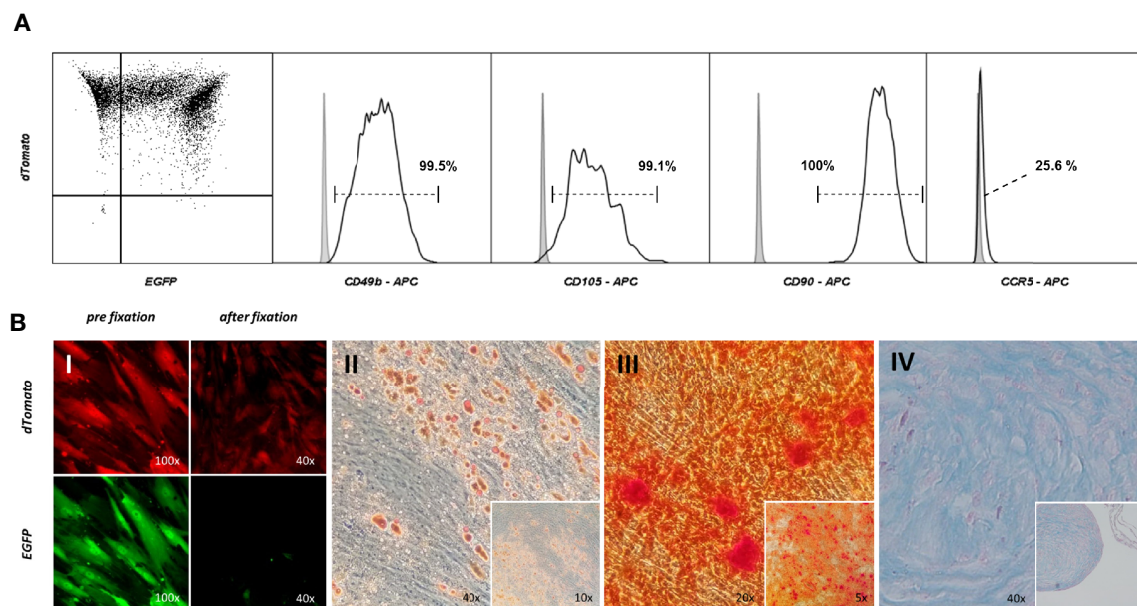 A
dTomato
99.5%
99.1%
100%
25.6 %
EGFP
CD49b - APC
CD105 - APC
CD90 - APC
CCR5 - APC
B
pre fixation
after fixation
dTomato
EGFP
I
100x
40x
100x
40x
II
40x
10x
III
20x
5x
IV
40x